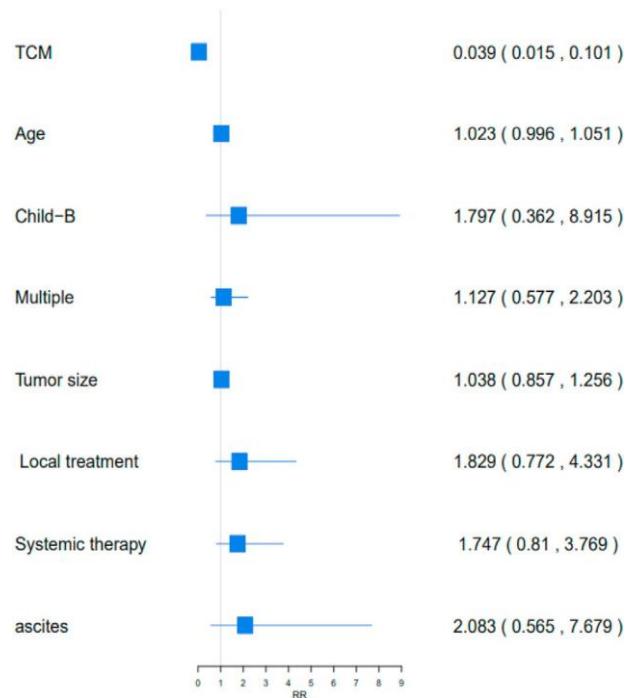 TCM 0.039 ( 0.015 , 0.101 )
Age 1.023 ( 0.996 , 1.051 )
Child−B 1.797 ( 0.362 , 8.915 )
Multiple 1.127 ( 0.577 , 2.203 )
Tumor size 1.038 ( 0.857 , 1.256 )
Local treatment 1.829 ( 0.772 , 4.331 )
Systemic therapy 1.747 ( 0.81 , 3.769 )
ascites 2.083 ( 0.565 , 7.679 )
0 1 2 3 4 5 6 7 8 9
RR